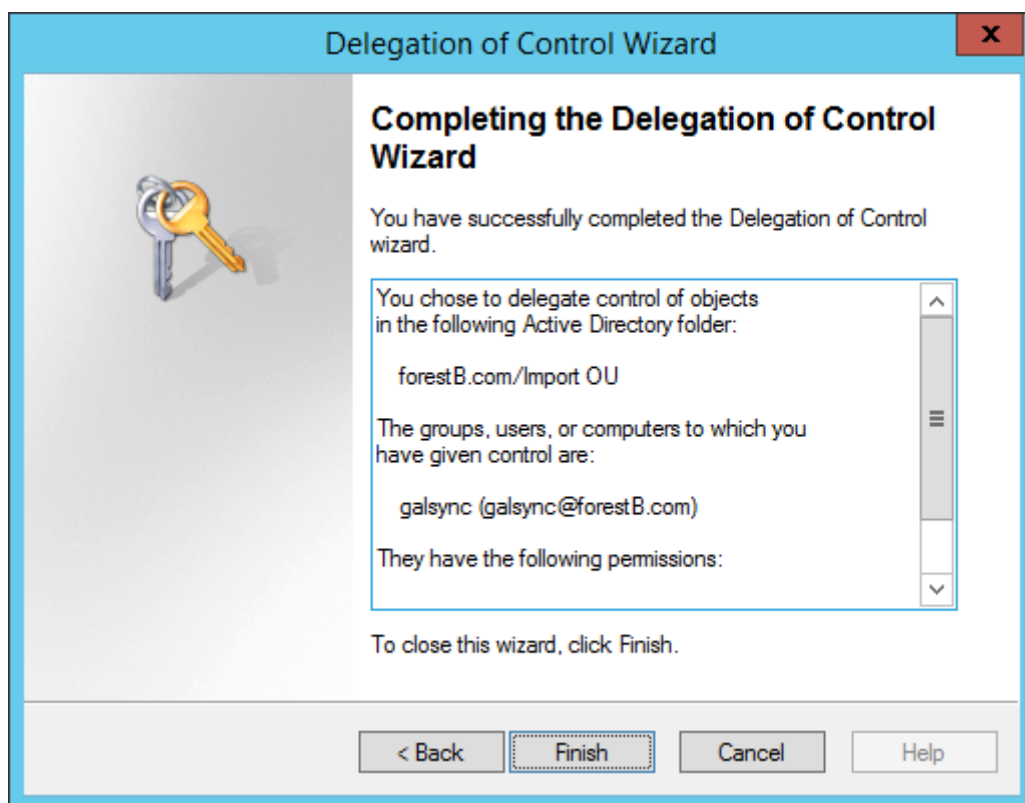 Delegation of Control Wizard
x
Completing the Delegation of Control
Wizard
You have successfully completed the Delegation of Control
wizard.
You chose to delegate control of objects
in the following Active Directory folder:
forestB.com/Import OU
The groups, users, or computers to which you
have given control are:
galsync (galsync@forestB.com)
They have the following permissions:
To close this wizard, click Finish.
< Back
Finish
Cancel
Help